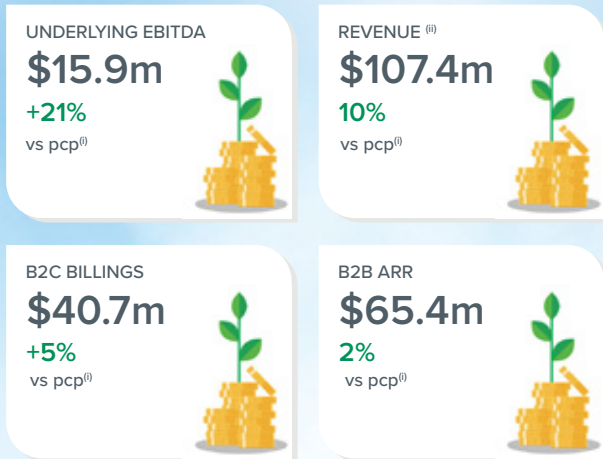 UNDERLYING EBITDA
$15.9m
+21%
vs pcp(i)
REVENUE (ii)
$107.4m
10%
vs pcp(i)
B2C BILLINGS
$40.7m
+5%
vs pcp(i)
B2B ARR
$65.4m
2%
vs pcp(i)